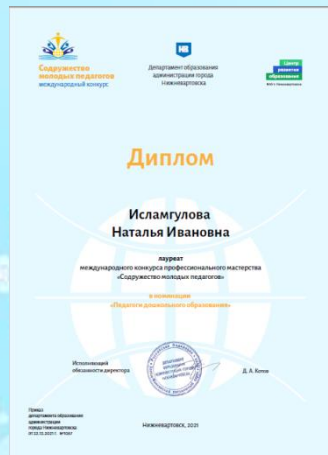 Содружество
молодых педагогов
международный конкурс
Департамент образования
администрации города
Нижневартовска
Центр
развития
образования
Диплом
Исламгулова
Наталья Ивановна
лауреат
международного конкурса профессионального мастерства
«Содружество молодых педагогов»
в номинации
«Педагоги дошкольного образования»
Исполняющий
обязанности директора
Д. А. Котов
Приказ
департамента образования
администрации
города Нижневартовска
Нижневартовск, 2021